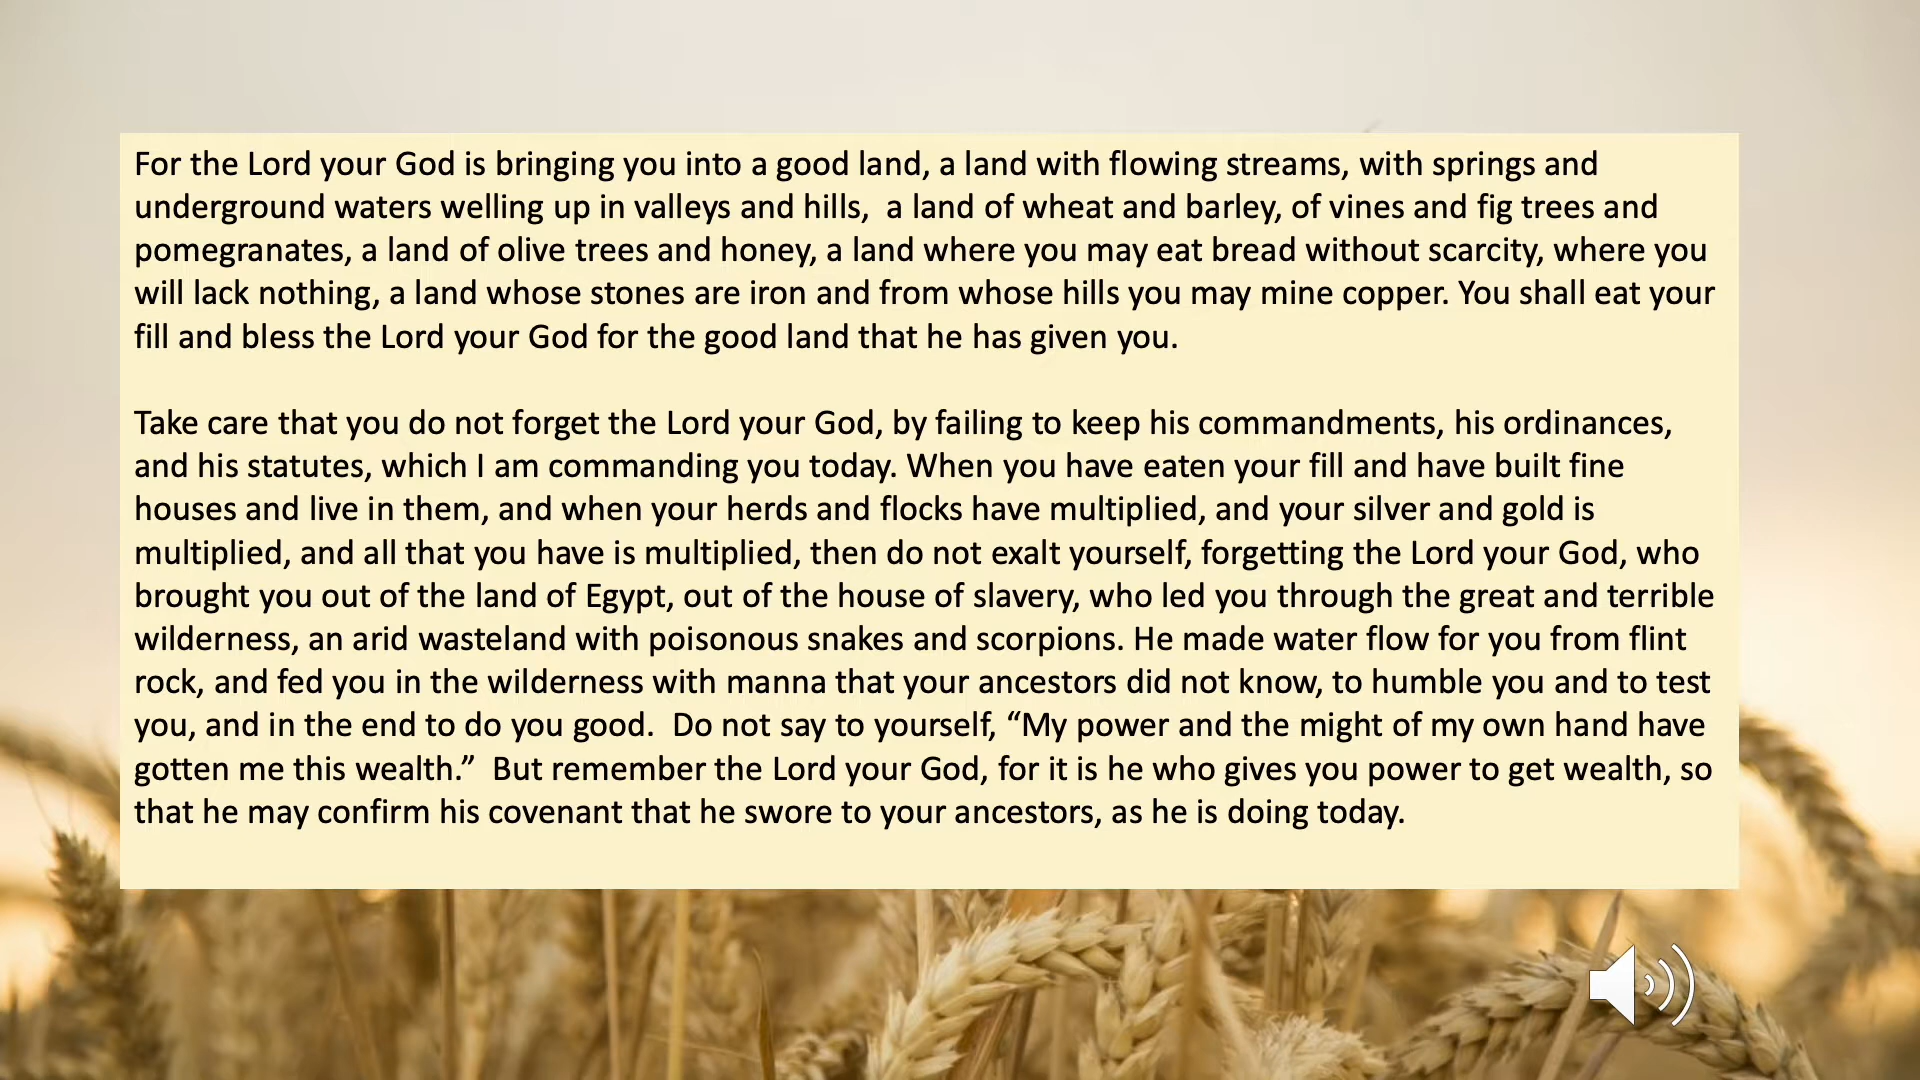 For the Lord your God is bringing you into a good land, a land with flowing streams, with springs and
underground waters welling up in valleys and hills,  a land of wheat and barley, of vines and fig trees and
pomegranates, a land of olive trees and honey, a land where you may eat bread without scarcity, where you
will lack nothing, a land whose stones are iron and from whose hills you may mine copper. You shall eat your
fill and bless the Lord your God for the good land that he has given you.
Take care that you do not forget the Lord your God, by failing to keep his commandments, his ordinances,
and his statutes, which I am commanding you today. When you have eaten your fill and have built fine
houses and live in them, and when your herds and flocks have multiplied, and your silver and gold is
multiplied, and all that you have is multiplied, then do not exalt yourself, forgetting the Lord your God, who
brought you out of the land of Egypt, out of the house of slavery, who led you through the great and terrible
wilderness, an arid wasteland with poisonous snakes and scorpions. He made water flow for you from flint
rock, and fed you in the wilderness with manna that your ancestors did not know, to humble you and to test
you, and in the end to do you good.  Do not say to yourself, “My power and the might of my own hand have
gotten me this wealth.”  But remember the Lord your God, for it is he who gives you power to get wealth, so
that he may confirm his covenant that he swore to your ancestors, as he is doing today.